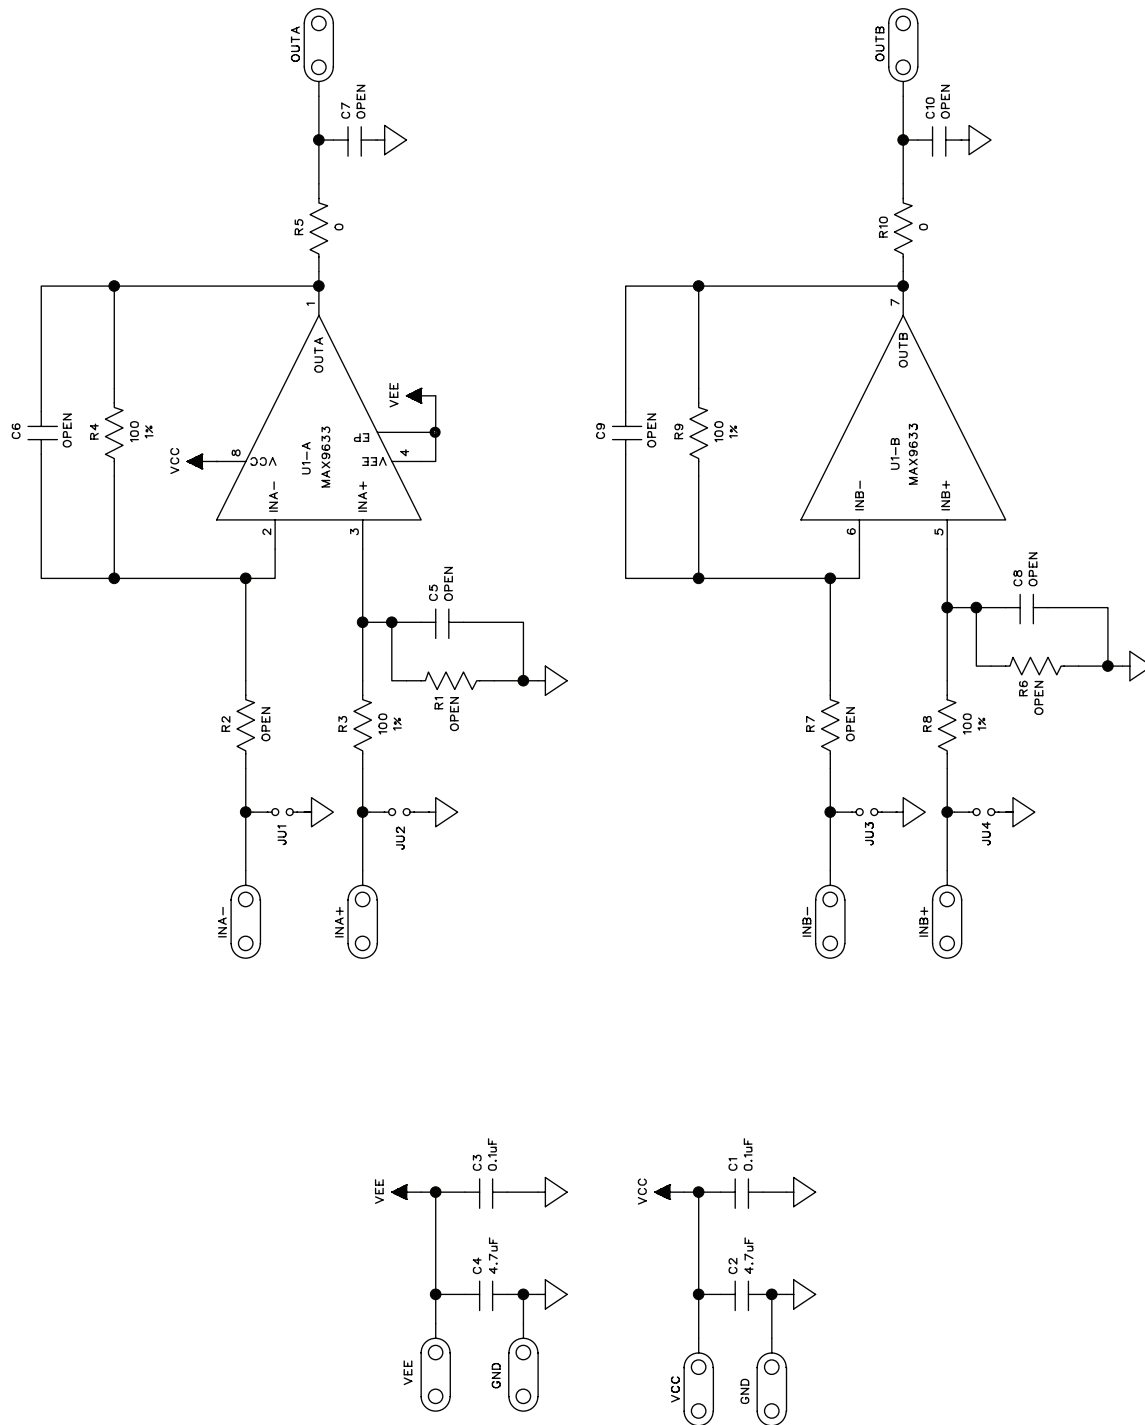 OUTA
C7
OPEN
R5
0
C6
OPEN
R4
100
1%
1
OUTA
VCC
8
VCC
U1-A
MAX9633
VEE
EP
VEE
4
INA-
INA+
2
3
R2
OPEN
R3
100
1%
C5
OPEN
R1
OPEN
JU1
JU2
INA-
INA+
OUTB
C10
OPEN
R10
0
C9
OPEN
R9
100
1%
7
OUTB
U1-B
MAX9633
INB-
INB+
6
5
R7
OPEN
R8
100
1%
C8
OPEN
R6
OPEN
JU3
JU4
INB-
INB+
VEE
C3
0.1uF
C4
4.7uF
VEE
GND
VCC
C1
0.1uF
C2
4.7uF
VCC
GND